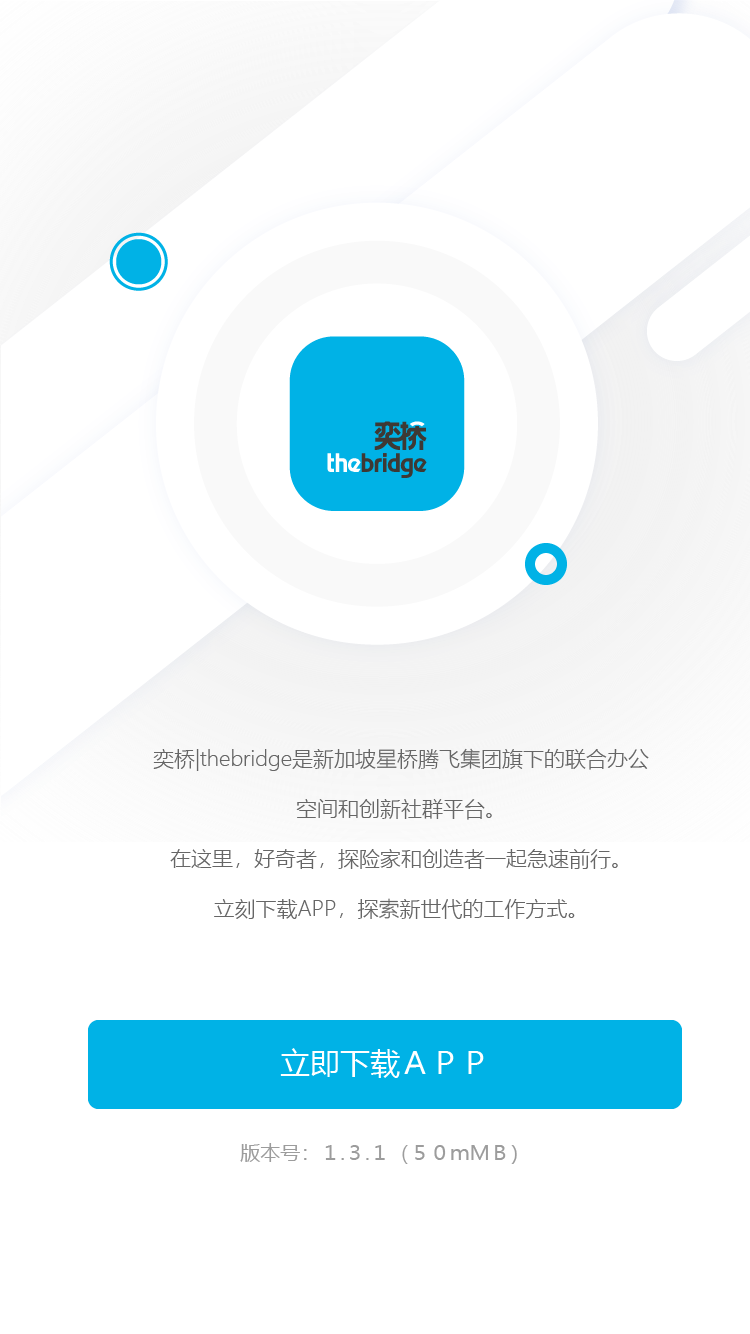 奕桥
thebridge
奕桥|thebridge是新加坡星桥腾飞集团旗下的联合办公
空间和创新社群平台。
在这里，好奇者，探险家和创造者一起急速前行。
立刻下载APP，探索新世代的工作方式。
立即下载APP
版本号：1.3.1（50mMB）